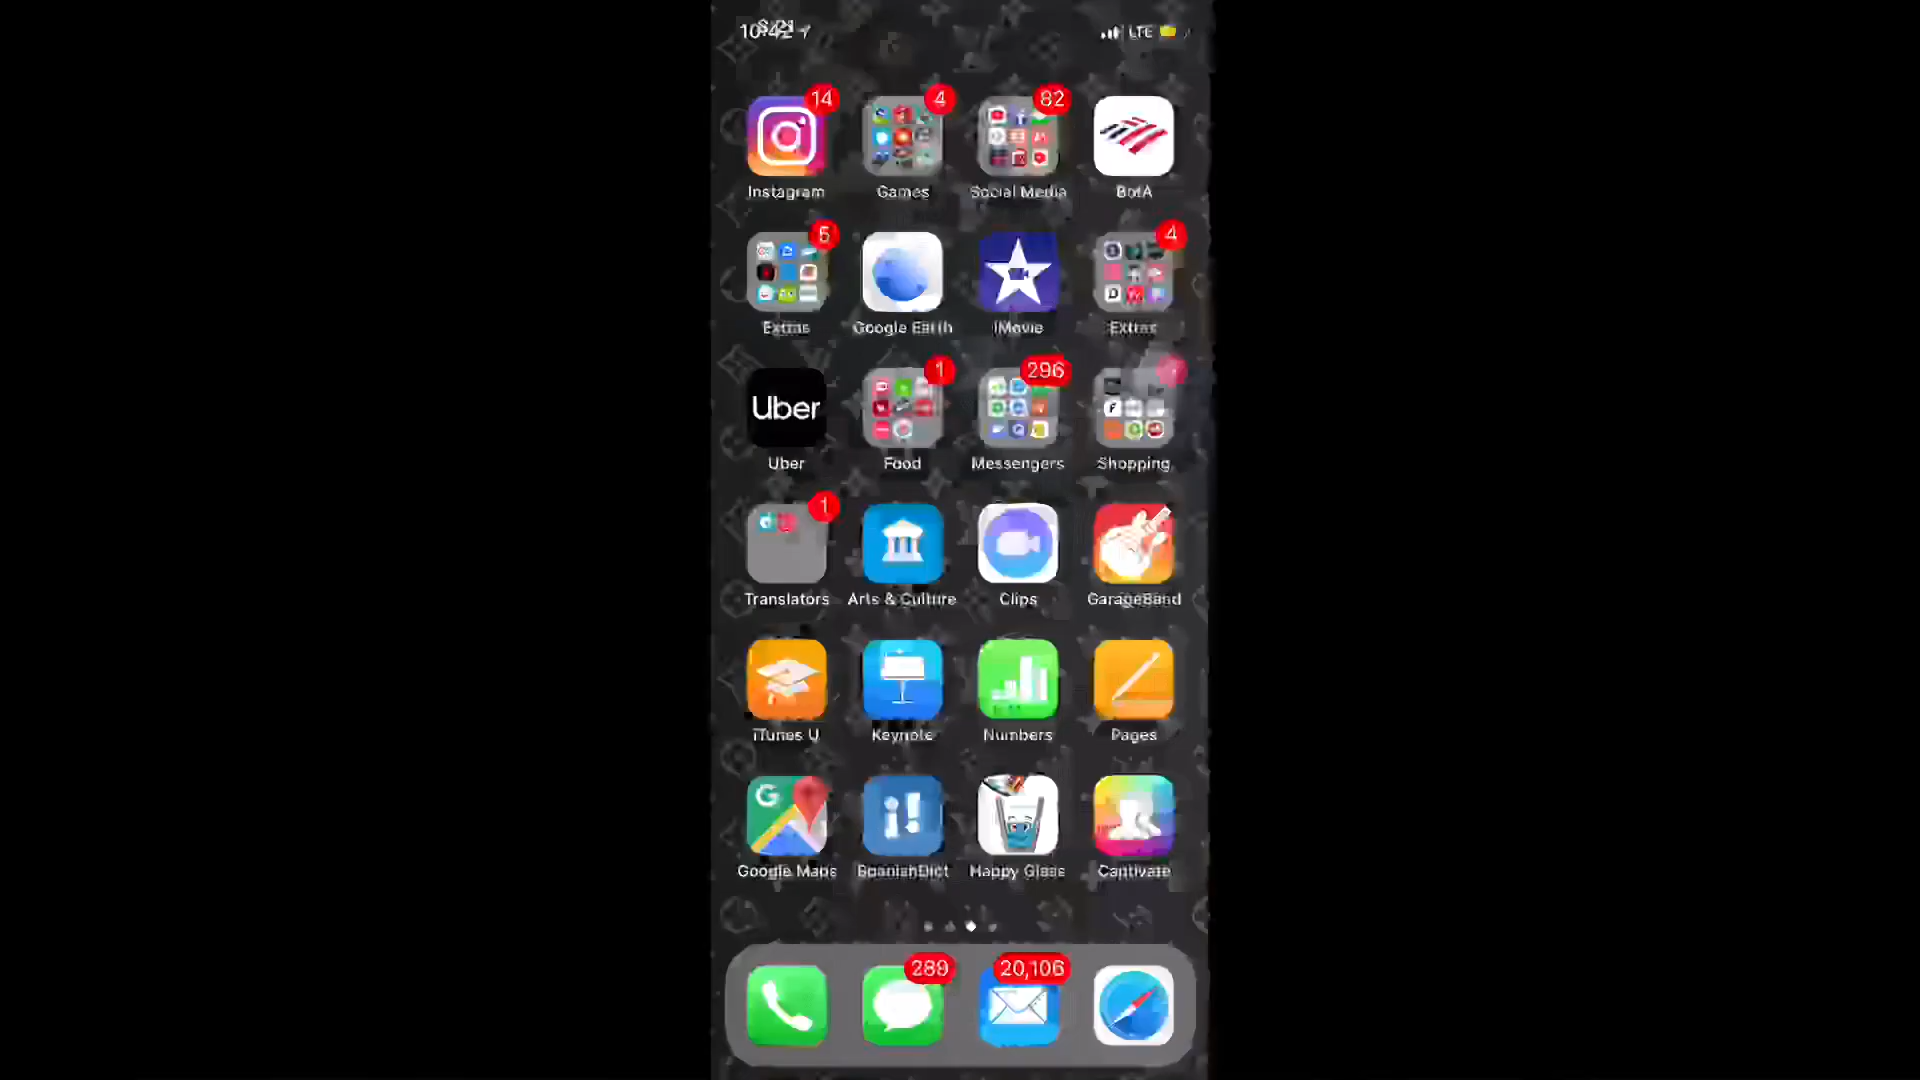 10:42
LTE
14
4
82
Instagram
Games
Social Media
BofA
5
4
Extras
Google Earth
iMovie
Extras
1
296
Uber
Uber
Food
Messengers
Shopping
1
Translators
Arts & Culture
Clips
GarageBand
iTunes U
Keynote
Numbers
Pages
G
i!
Google Maps
SpanishDict
Happy Glass
Captivate
289
20,106